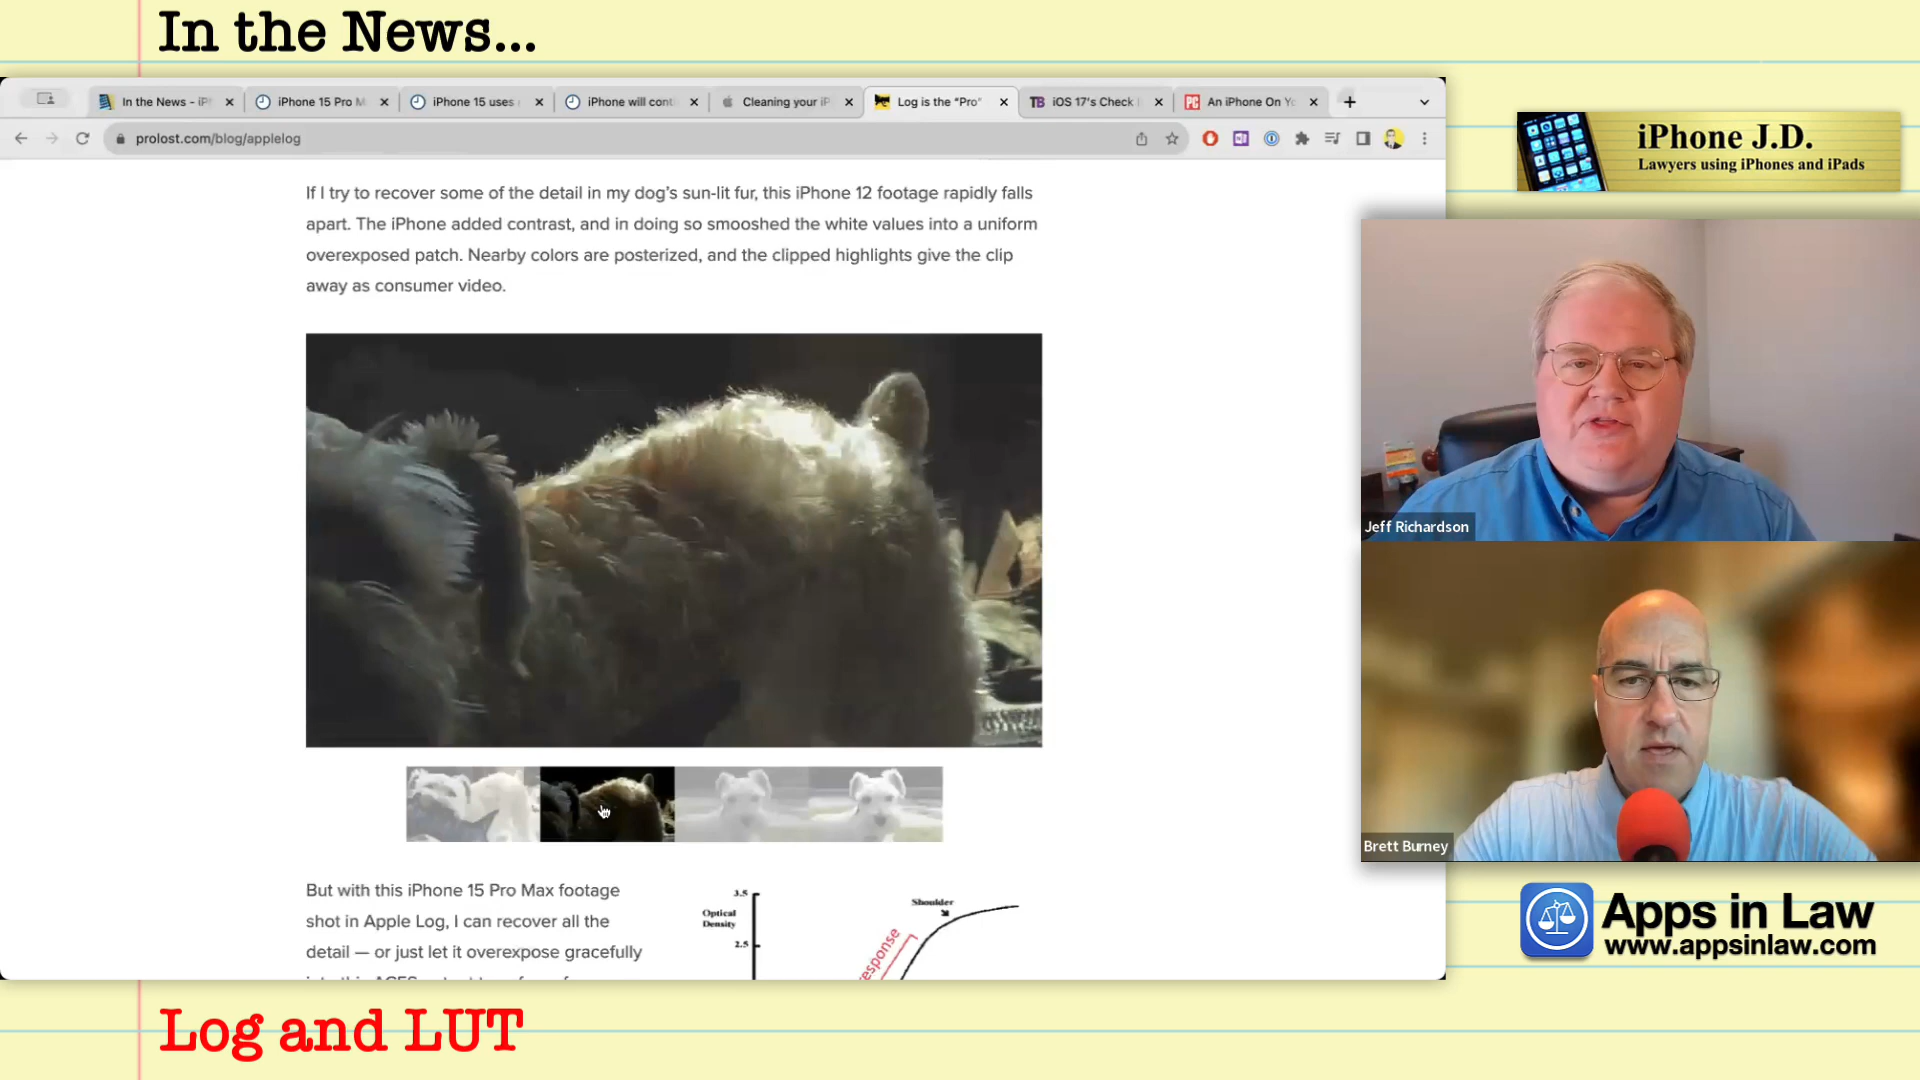 In the News...
In the News - iP
iPhone 15 Pro M
iPhone 15 uses
iPhone will cont
Cleaning your iP
Log is the “Pro”
TB
iOS 17's Check
PC
An iPhone On Yo
prolost.com/blog/applelog
iPhone J.D.
Lawyers using iPhones and iPads
If I try to recover some of the detail in my dog’s sun-lit fur, this iPhone 12 footage rapidly falls
apart. The iPhone added contrast, and in doing so smooshed the white values into a uniform
overexposed patch. Nearby colors are posterized, and the clipped highlights give the clip
away as consumer video.
Jeff Richardson
Brett Burney
But with this iPhone 15 Pro Max footage
shot in Apple Log, I can recover all the
detail — or just let it overexpose gracefully
3.5
Optical
Density
2.5
Shoulder
esponse
Apps in Law
www.appsinlaw.com
Log and LUT